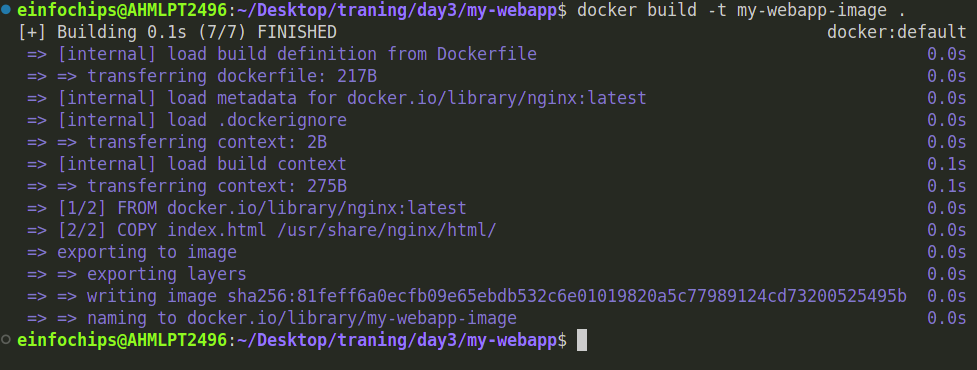 einfochips@AHMLPT2496:~/Desktop/traning/day3/my-webapp$ docker build -t my-webapp-image .
[+] Building 0.1s (7/7) FINISHED docker:default
=> [internal] load build definition from Dockerfile 0.0s
=> => transferring dockerfile: 217B 0.0s
=> [internal] load metadata for docker.io/library/nginx:latest 0.0s
=> [internal] load .dockerignore 0.0s
=> => transferring context: 2B 0.0s
=> [internal] load build context 0.1s
=> => transferring context: 275B 0.1s
=> [1/2] FROM docker.io/library/nginx:latest 0.0s
=> [2/2] COPY index.html /usr/share/nginx/html/ 0.0s
=> exporting to image 0.0s
=> => exporting layers 0.0s
=> => writing image sha256:81feff6a0ecfb09e65ebdb532c6e01019820a5c77989124cd73200525495b 0.0s
=> => naming to docker.io/library/my-webapp-image 0.0s
einfochips@AHMLPT2496:~/Desktop/traning/day3/my-webapp$